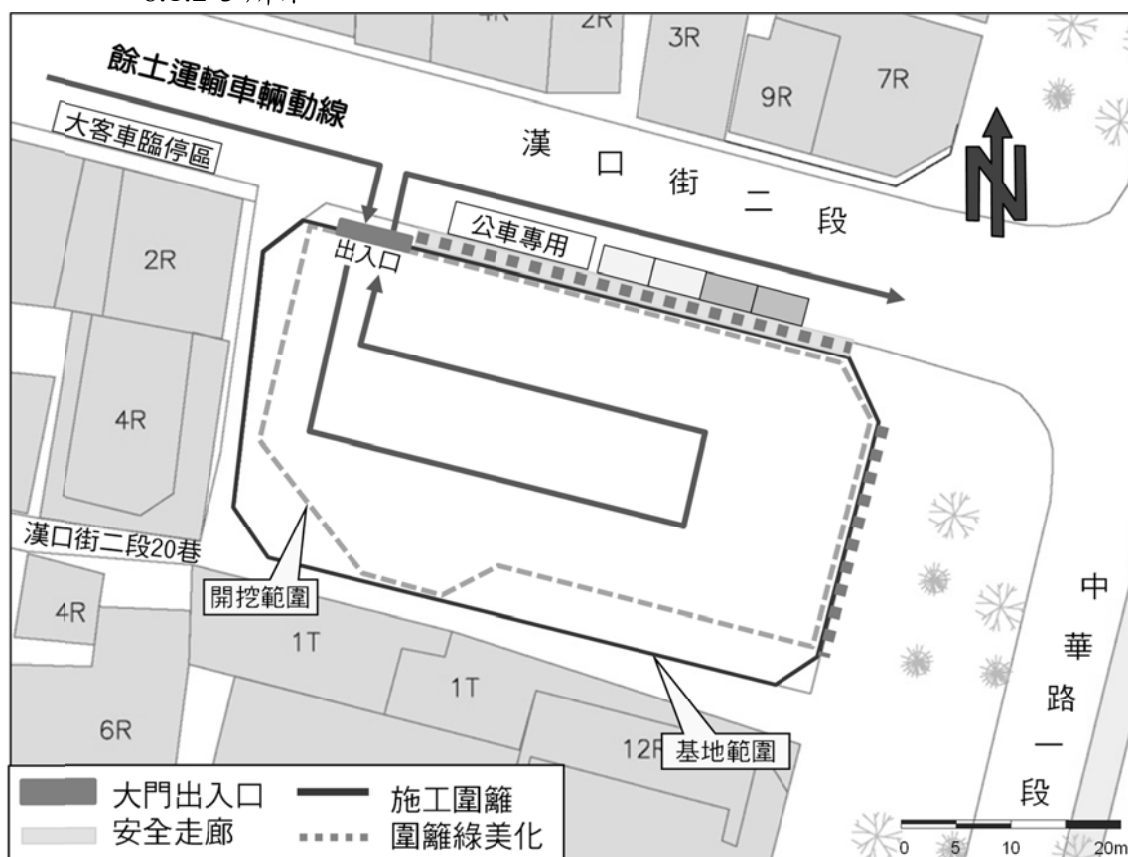 4R
2R
3R
9R
7R
餘土運輸車輛動線
大客車臨停區
漢口街二段
N
公車專用
出入口
2R
4R
漢口街二段20巷
開挖範圍
4R
1T
1T
6R
12R
基地範圍
中華路一段
大門出入口
施工圍籬
安全走廊
圍籬綠美化
0 5 10 20m